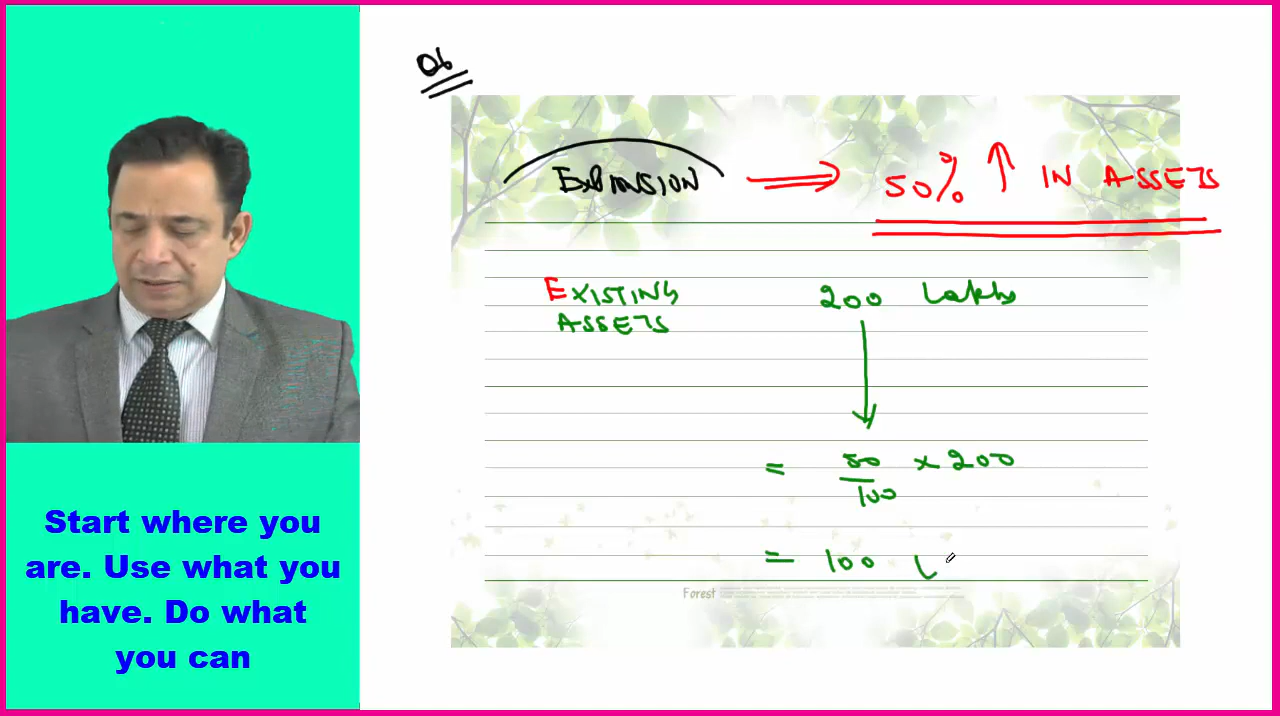 Q6
EXPANSION ⇒ 50% ↑ IN ASSETS
EXISTING ASSETS 200 Lakhs
= 50/100 × 200
= 100 L
Forest
Start where you
are. Use what you
have. Do what
you can